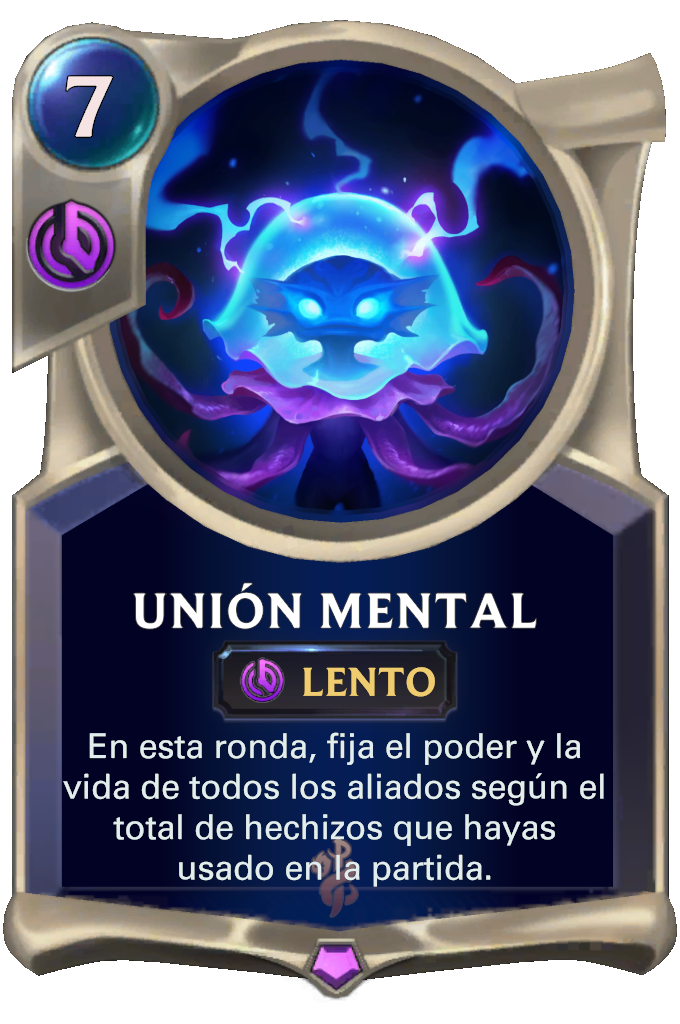 7
UNIÓN MENTAL
LENTO
En esta ronda, fija el poder y la
vida de todos los aliados según el
total de hechizos que hayas
usado en la partida.